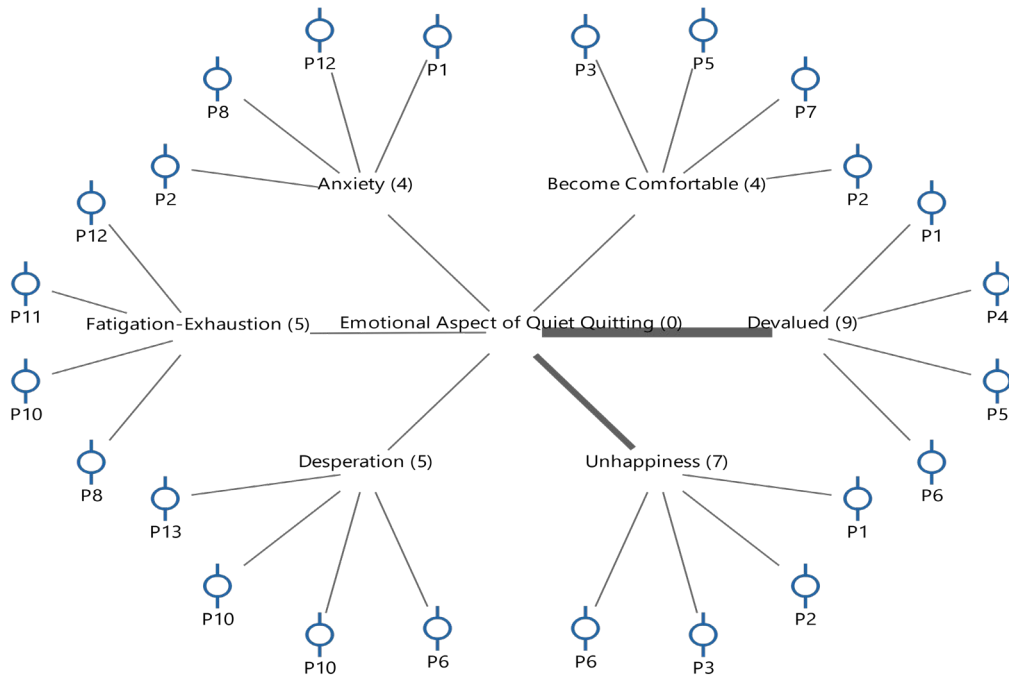 P12
P1
P3
P5
P8
P7
P2
Anxiety (4)
Become Comfortable (4)
P2
P12
P1
P11
Fatigation-Exhaustion (5)
Emotional Aspect of Quiet Quitting (0)
Devalued (9)
P4
P10
P5
P8
Desperation (5)
Unhappiness (7)
P6
P13
P1
P10
P2
P10
P6
P6
P3